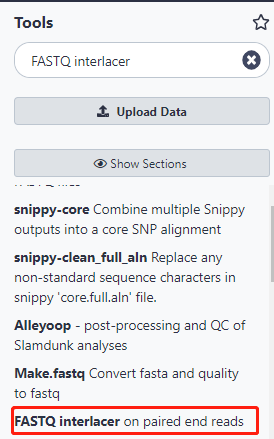 Tools
FASTQ interlacer
Upload Data
Show Sections
FASTQ files
snippy-core Combine multiple Snippy
outputs into a core SNP alignment
snippy-clean_full_aln Replace any
non-standard sequence characters in
snippy 'core.full.aln' file.
Alleyoop - post-processing and QC of
Slamdunk analyses
Make.fastq Convert fasta and quality
to fastq
FASTQ interlacer on paired end reads